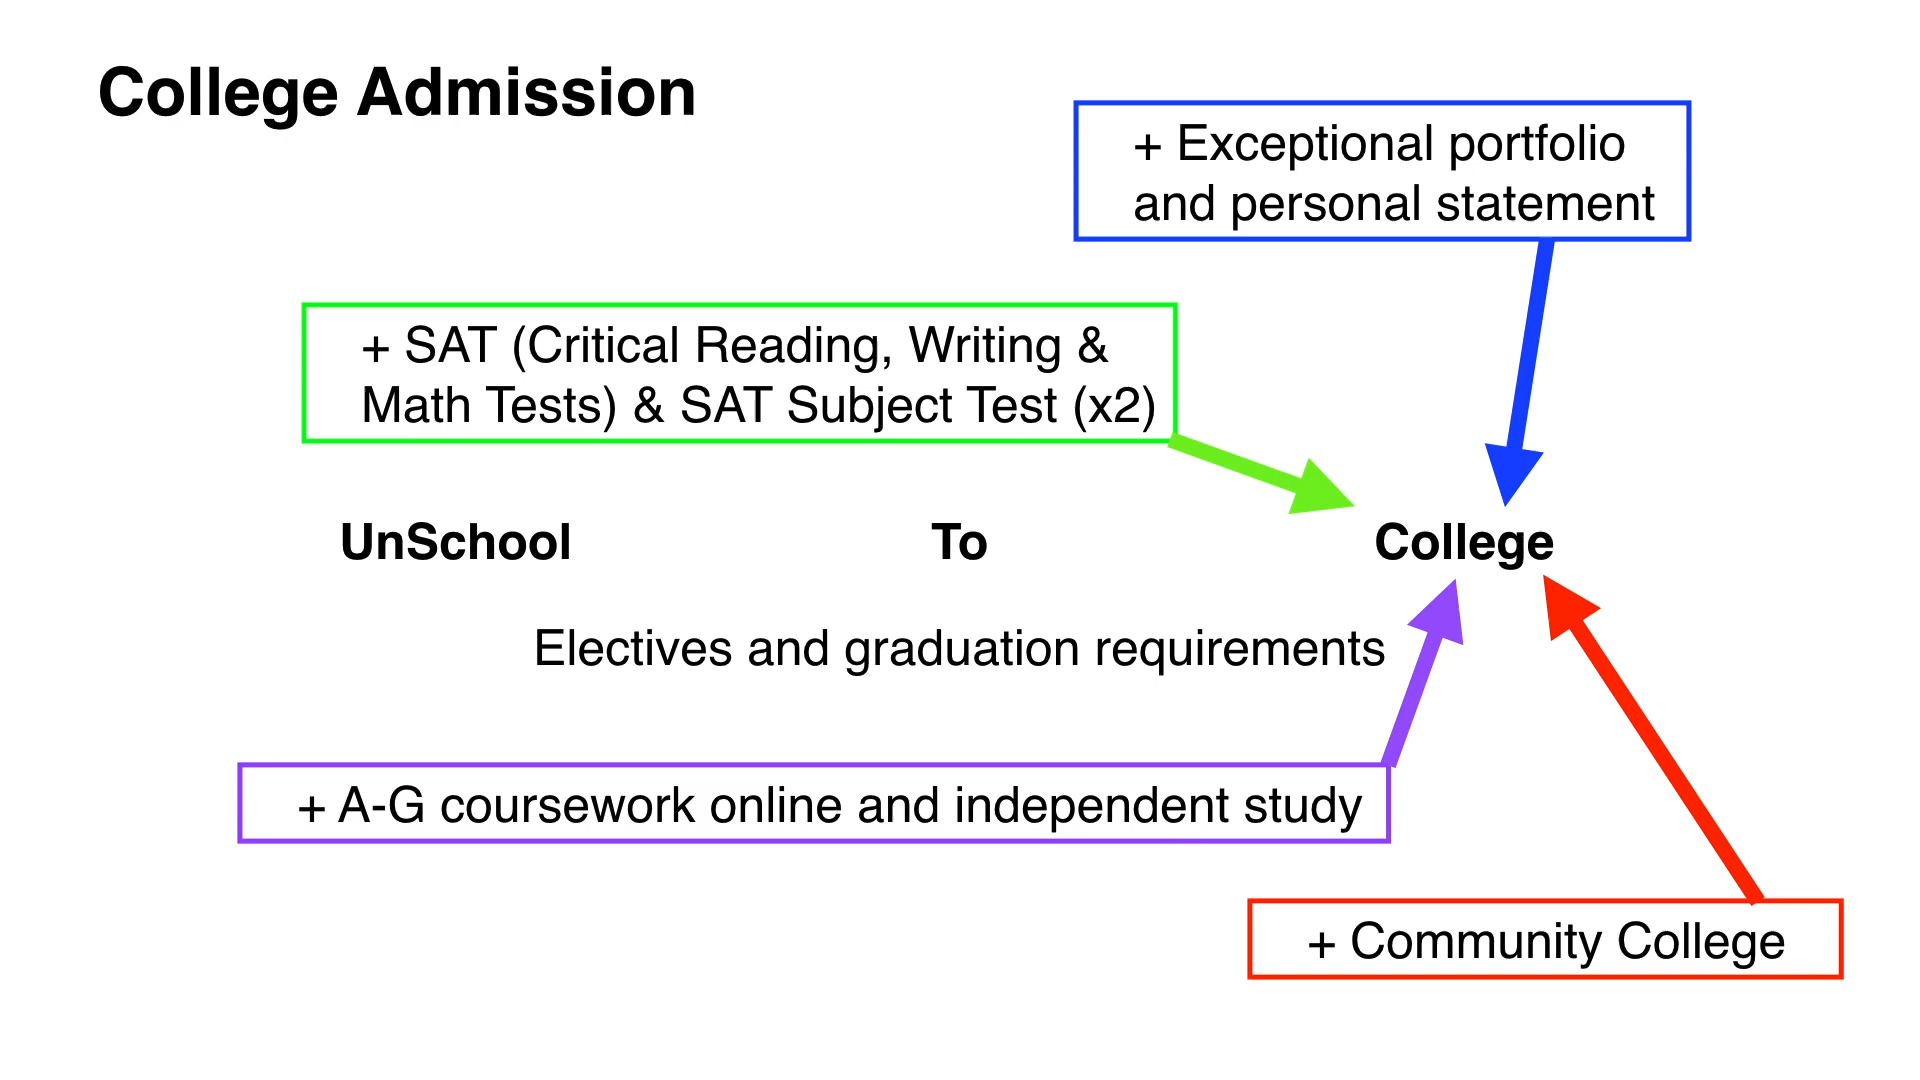 College Admission
+ Exceptional portfolio
and personal statement
+ SAT (Critical Reading, Writing &
Math Tests) & SAT Subject Test (x2)
UnSchool To College
Electives and graduation requirements
+ A-G coursework online and independent study
+ Community College